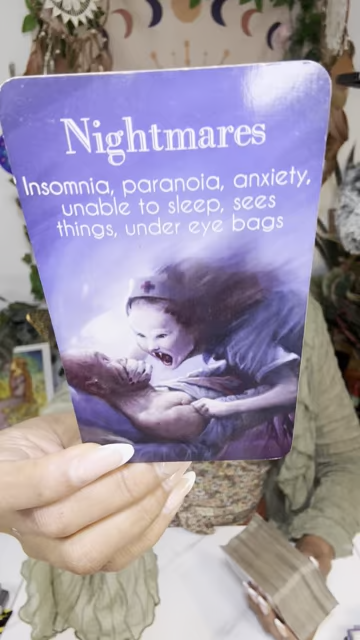 Nightmares
Insomnia, paranoia, anxiety,
unable to sleep, sees
things, under eye bags